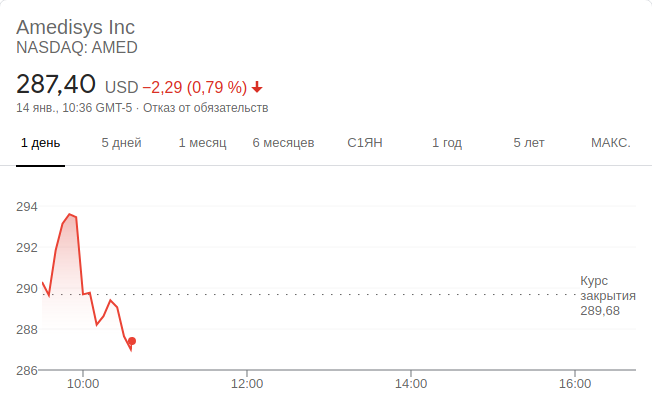 Amedisys Inc
NASDAQ: AMED
287,40 USD −2,29 (0,79 %)
14 янв., 10:36 GMT-5 · Отказ от обязательств
1 день 5 дней 1 месяц 6 месяцев С1ЯН 1 год 5 лет МАКС.
294
292
290
288
286
Курс
закрытия
289,68
10:00 12:00 14:00 16:00